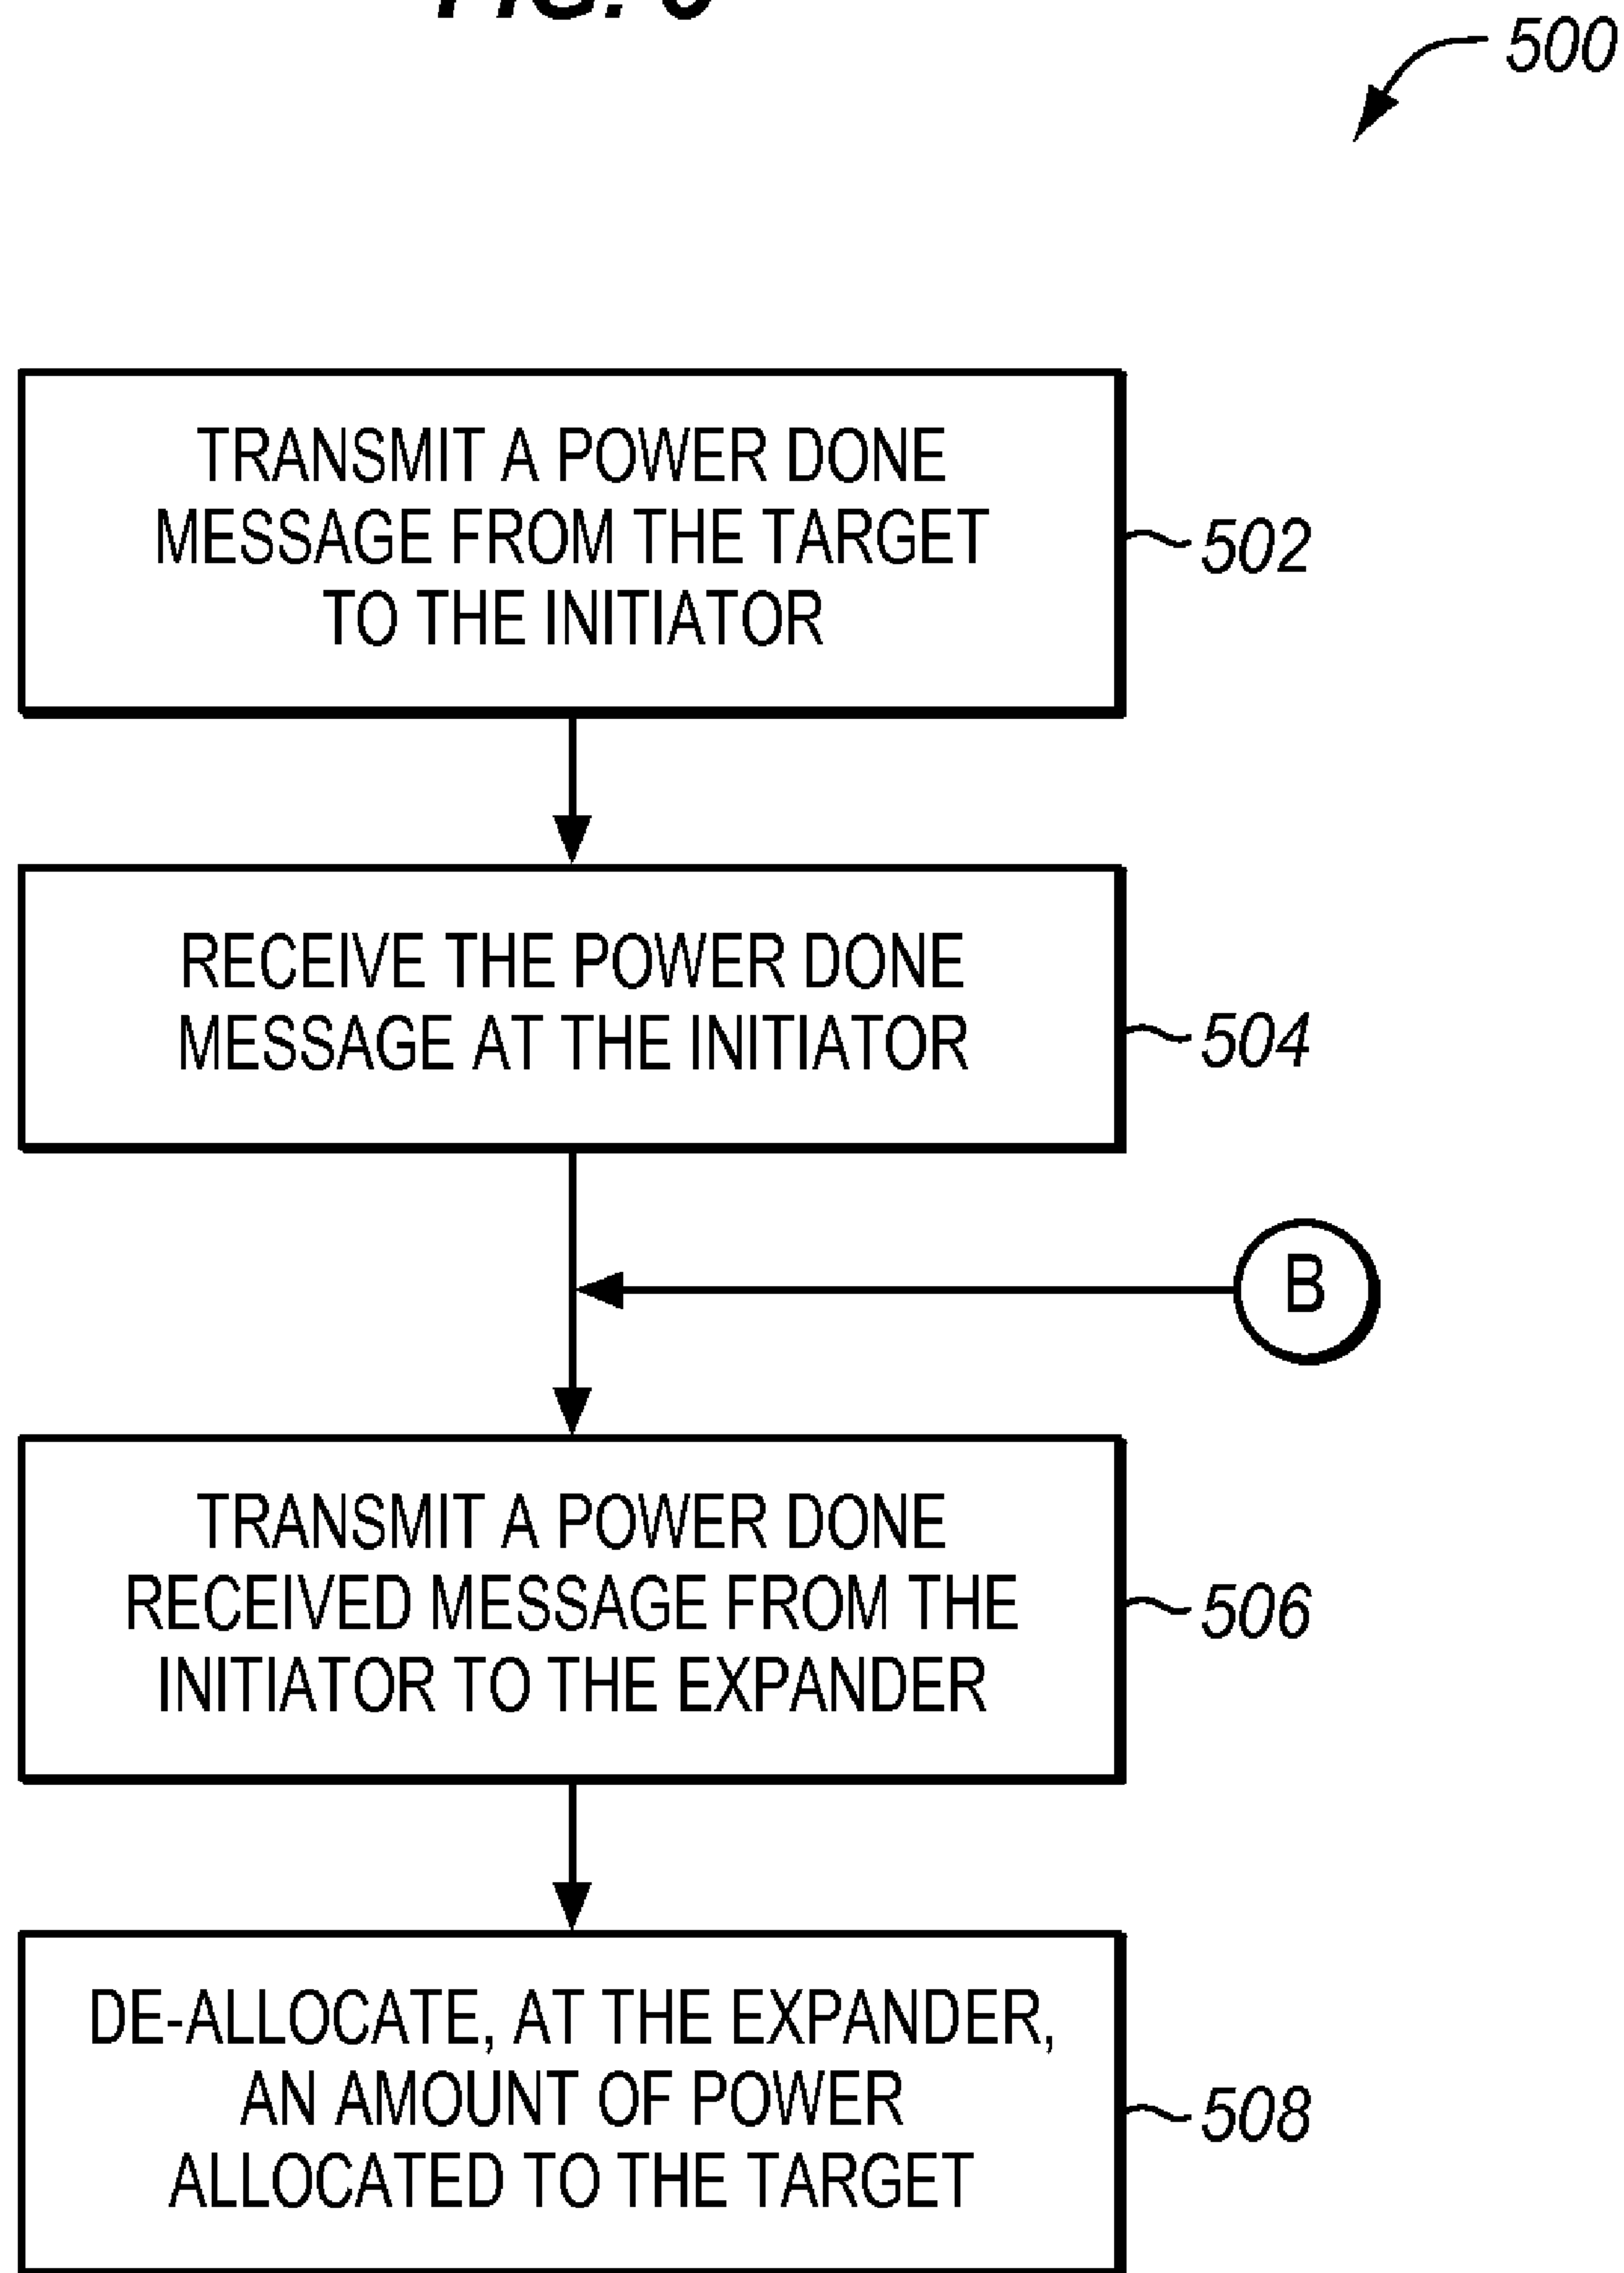 500
TRANSMIT A POWER DONE
MESSAGE FROM THE TARGET
TO THE INITIATOR
502
RECEIVE THE POWER DONE
MESSAGE AT THE INITIATOR
504
B
TRANSMIT A POWER DONE
RECEIVED MESSAGE FROM THE
INITIATOR TO THE EXPANDER
506
DE-ALLOCATE, AT THE EXPANDER,
AN AMOUNT OF POWER
ALLOCATED TO THE TARGET
508